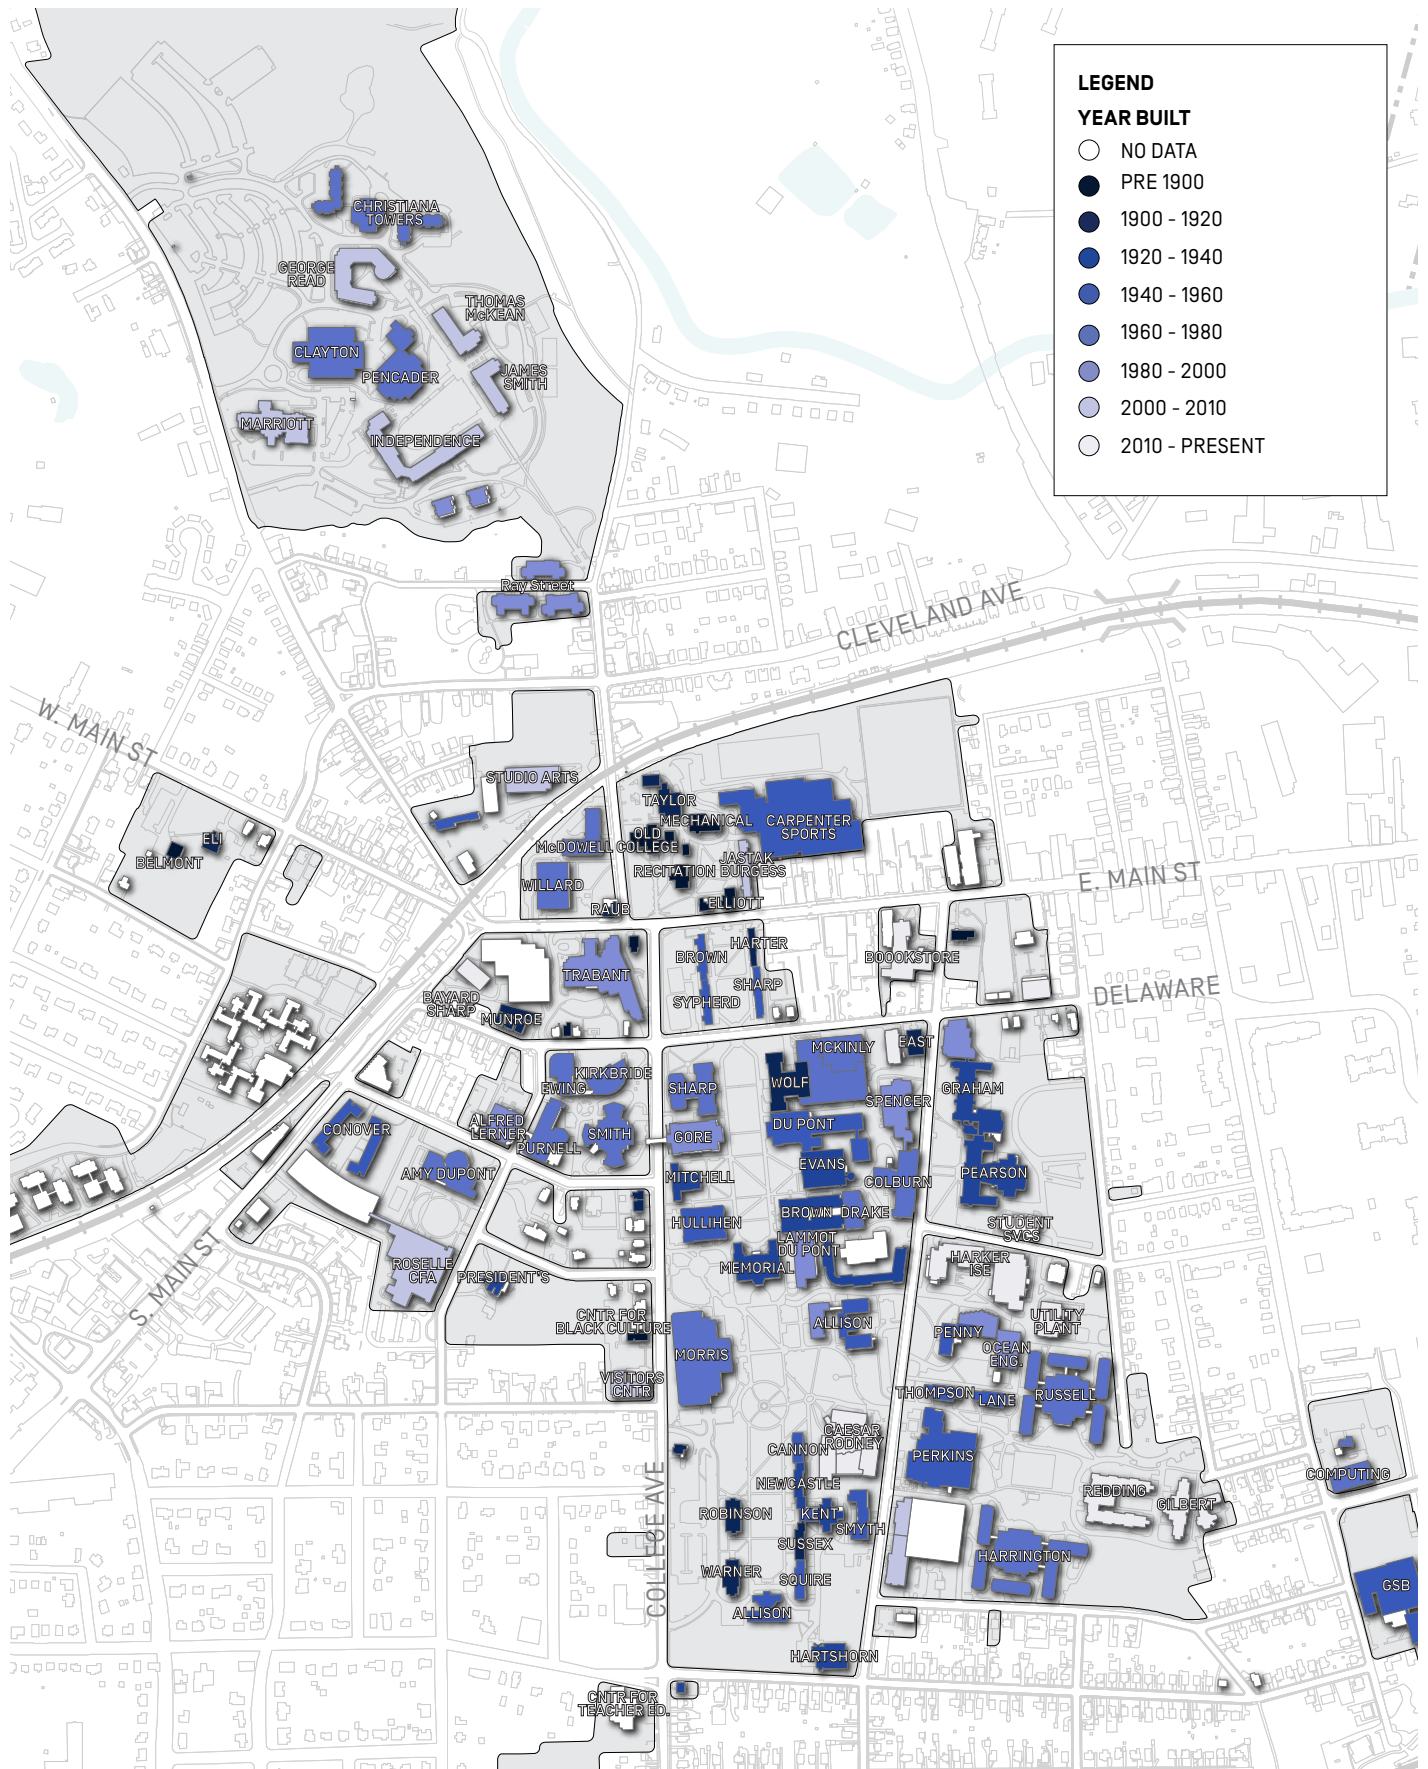 LEGEND
YEAR BUILT
NO DATA
PRE 1900
1900 - 1920
1920 - 1940
1940 - 1960
1960 - 1980
1980 - 2000
2000 - 2010
2010 - PRESENT
CHRISTIANA
TOWERS
GEORGE
READ
THOMAS
McKEAN
CLAYTON
PENCADER
JAMES
SMITH
MARRIOTT
INDEPENDENCE
Ray Street
CLEVELAND AVE
W. MAIN ST
STUDIO ARTS
TAYLOR
MECHANICAL
CARPENTER
SPORTS
OLD
McDOWELL COLLEGE
ELI
BELMONT
JASTAK
RECITATION BURGESS
WILLARD
E. MAIN ST
RAUB
ELLIOTT
BROWN
HARTER
BOOOKSTORE
TRABANT
SHARP
SYPHERD
DELAWARE
BAYARD
SHARP
MUNROE
EAST
MCKINLY
KIRKBRIDE
EWING
SHARP
WOLF
GRAHAM
SPENCER
ALFRED
LERNER
DU PONT
CONOVER
SMITH
GORE
PURNELL
EVANS
AMY DUPONT
MITCHELL
COLBURN
PEARSON
BROWN
DRAKE
HULLIHEN
STUDENT
SVCS
LAMMOT
DU PONT
HARKER
ISE
ROSELLE
CFA
MEMORIAL
PRESIDENT'S
S. MAIN ST
CNTR FOR
BLACK CULTURE
ALLISON
UTILITY
PLANT
PENNY
OCEAN
ENG.
MORRIS
VISITORS
CNTR
THOMPSON
LANE
RUSSELL
CAESAR
RODNEY
CANNON
PERKINS
COMPUTING
NEWCASTLE
REDDING
GILBERT
ROBINSON
KENT
SMYTH
SUSSEX
HARRINGTON
COLLEGE AVE
WARNER
SQUIRE
GSB
ALLISON
HARTSHORN
CNTR FOR
TEACHER ED.